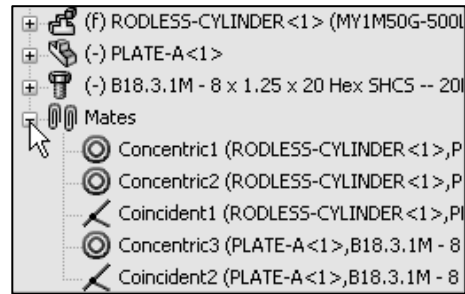 (f) RODLESS-CYLINDER<1> (MY1M50G-500L
(-) PLATE-A<1>
(-) B18.3.1M - 8 x 1.25 x 20 Hex SHCS -- 20
Mates
Concentric1 (RODLESS-CYLINDER<1>,P
Concentric2 (RODLESS-CYLINDER<1>,P
Coincident1 (RODLESS-CYLINDER<1>,Pl
Concentric3 (PLATE-A<1>,B18.3.1M - 8
Coincident2 (PLATE-A<1>,B18.3.1M - 8